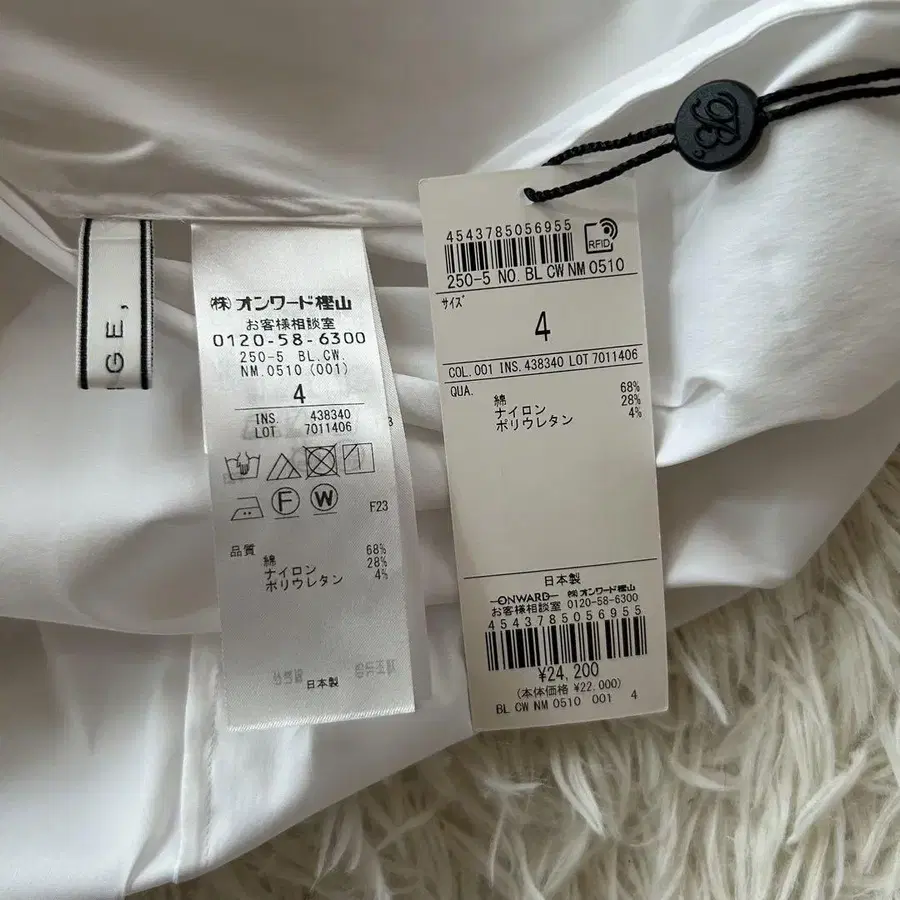 NGE,
㈱オンワード樫山
お客様相談室
0120-58-6300
250-5 BL.CW.
NM.0510 (001)
4
INS. 438340
LOT 7011406
F
W
F23
品質
綿 68%
ナイロン 28%
ポリウレタン 4%
日本製
4543785056955
RFID
250-5 NO. BL CW NM 0510
サイズ
4
COL. 001 INS. 438340 LOT 7011406
QUA.
綿 68%
ナイロン 28%
ポリウレタン 4%
日本製
ONWARD ㈱オンワード樫山
お客様相談室 0120-58-6300
4543785056955
¥24,200
(本体価格 ¥22,000)
BL CW NM 0510 001 4